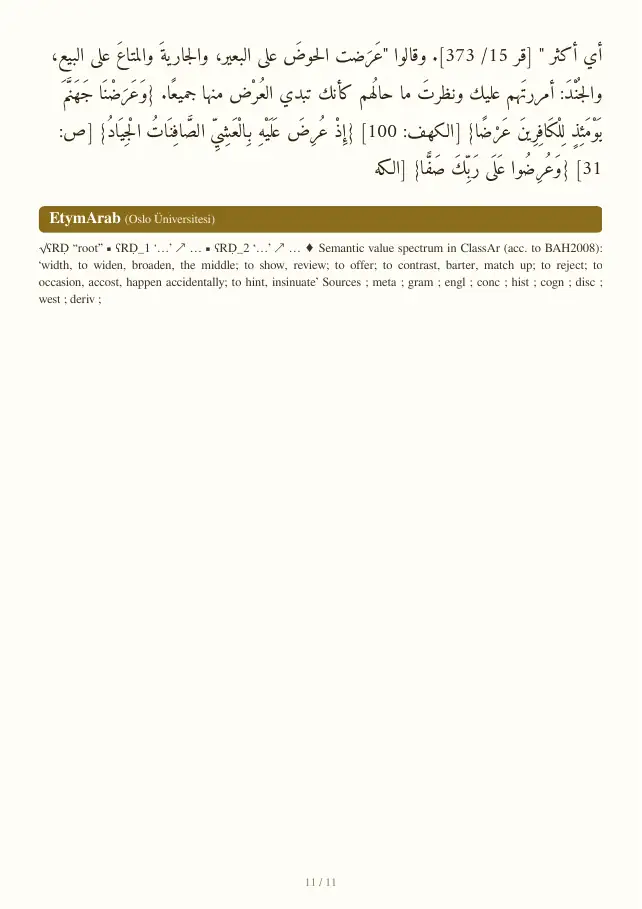 أي أكثر " [قر 15/ 373]. وقالوا "عَرَضت الحوضَ على البعير، والجاريةَ والمتاعَ على البيع،
والجُنْدَ: أمررتَهم عليك ونظرتَ ما حالُهم كأنك تبدي العُرْض منها جميعًا. {وَعَرَضْنَا جَهَنَّمَ
يَوْمَئِذٍ لِلْكَافِرِينَ عَرْضًا} [الكهف: 100] {إِذْ عُرِضَ عَلَيْهِ بِالْعَشِيِّ الصَّافِنَاتُ الْجِيَادُ} [ص:
31] {وَعُرِضُوا عَلَى رَبِّكَ صَفًّا} [الكه
EtymArab (Oslo Üniversitesi)
√ʕRḌ “root” ▪ ʕRḌ_1 ‘…’ ↗ … ▪ ʕRḌ_2 ‘…’ ↗ … ♦ Semantic value spectrum in ClassAr (acc. to BAH2008):
‘width, to widen, broaden, the middle; to show, review; to offer; to contrast, barter, match up; to reject; to
occasion, accost, happen accidentally; to hint, insinuate’ Sources ; meta ; gram ; engl ; conc ; hist ; cogn ; disc ;
west ; deriv ;
11 / 11